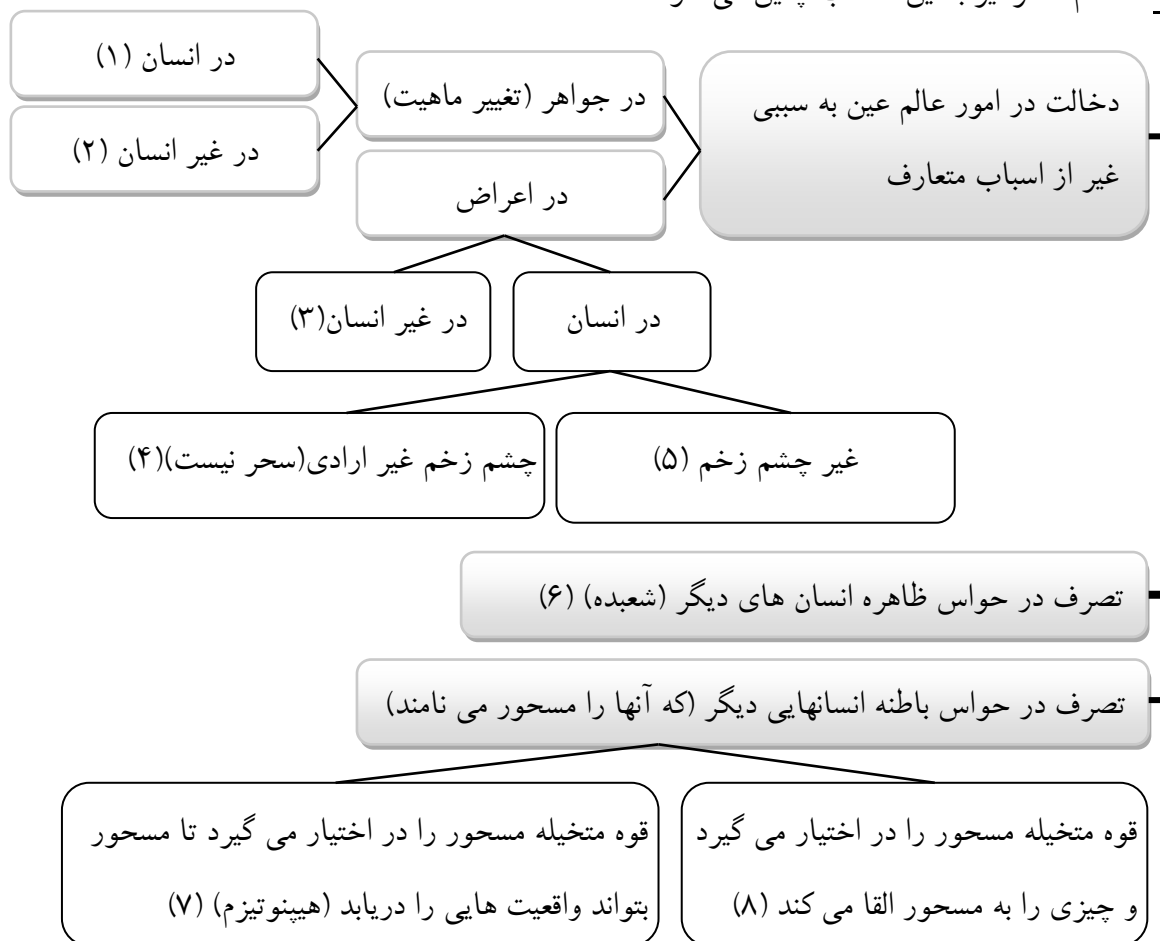 دخالت در امور عالم عین به سببی
غیر از اسباب متعارف
در جواهر (تغییر ماهیت)
در انسان (۱)
در غیر انسان (۲)
در اعراض
در انسان
در غیر انسان(۳)
غیر چشم زخم (۵)
چشم زخم غیر ارادی(سحر نیست)(۴)
تصرف در حواس ظاهره انسان های دیگر (شعبده) (۶)
تصرف در حواس باطنه انسانهایی دیگر (که آنها را مسحور می نامند)
قوه متخیله مسحور را در اختیار می گیرد
و چیزی را به مسحور القا می کند (۸)
قوه متخیله مسحور را در اختیار می گیرد تا مسحور
بتواند واقعیت هایی را دریابد (هیپنوتیزم) (۷)